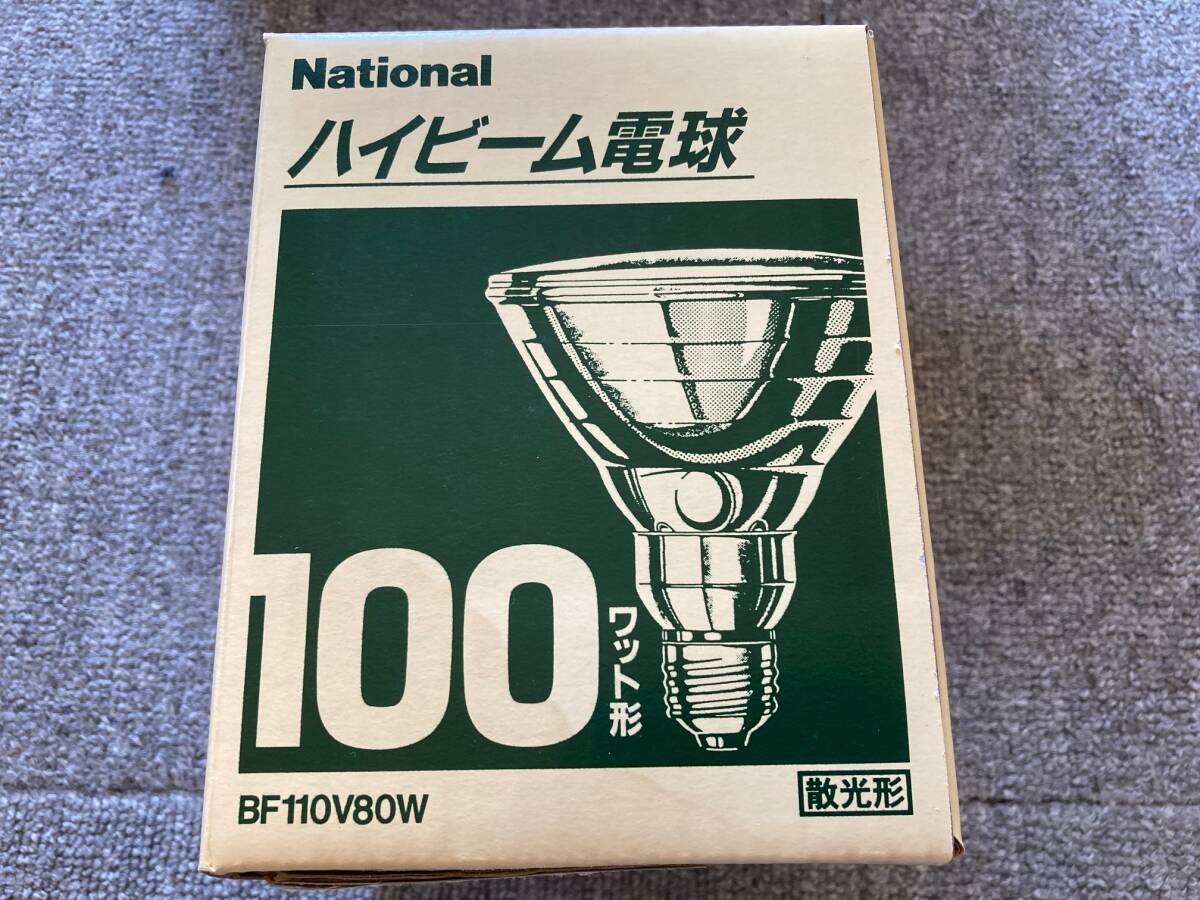 National
ハイビーム電球
100
ワット形
BF110V80W
散光形